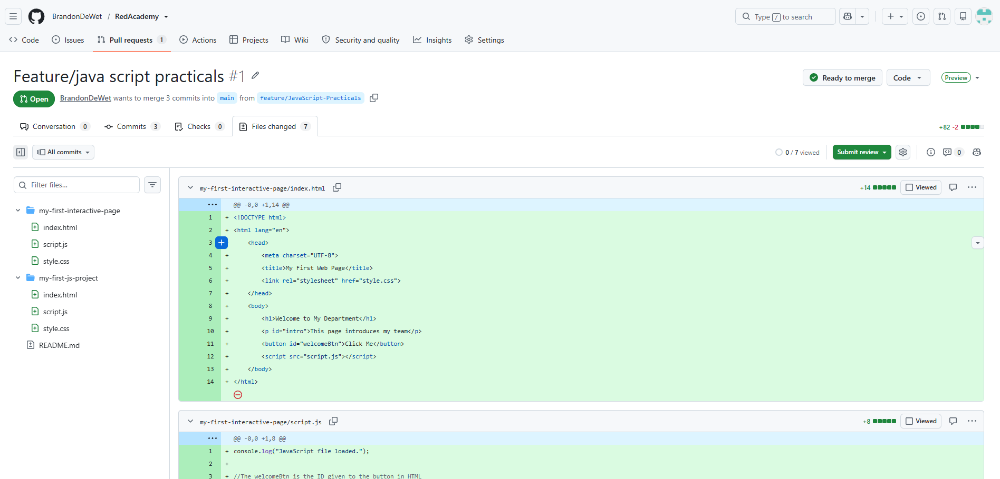 BrandonDeWet / RedAcademy
Type / to search
Code
Issues
Pull requests 1
Actions
Projects
Wiki
Security and quality
Insights
Settings
Feature/java script practicals #1
Ready to merge
Code
Preview
Open
BrandonDeWet wants to merge 3 commits into main from feature/JavaScript-Practicals
Conversation 0
Commits 3
Checks 0
Files changed 7
+82 -2
All commits
0 / 7 viewed
Submit review
0
Filter files...
my-first-interactive-page
index.html
script.js
style.css
my-first-js-project
index.html
script.js
style.css
README.md
my-first-interactive-page/index.html
+14
Viewed
@@ -0,0 +1,14 @@
1 + <!DOCTYPE html>
2 + <html lang="en">
3 + <head>
4 + <meta charset="UTF-8">
5 + <title>My First Web Page</title>
6 + <link rel="stylesheet" href="style.css">
7 + </head>
8 + <body>
9 + <h1>Welcome to My Department</h1>
10 + <p id="intro">This page introduces my team</p>
11 + <button id="welcomeBtn">Click Me</button>
12 + <script src="script.js"></script>
13 + </body>
14 + </html>
my-first-interactive-page/script.js
+8
Viewed
@@ -0,0 +1,8 @@
1 + console.log("JavaScript file loaded.");
2 +
3 + //The welcomeBtn is the ID given to the button in HTML